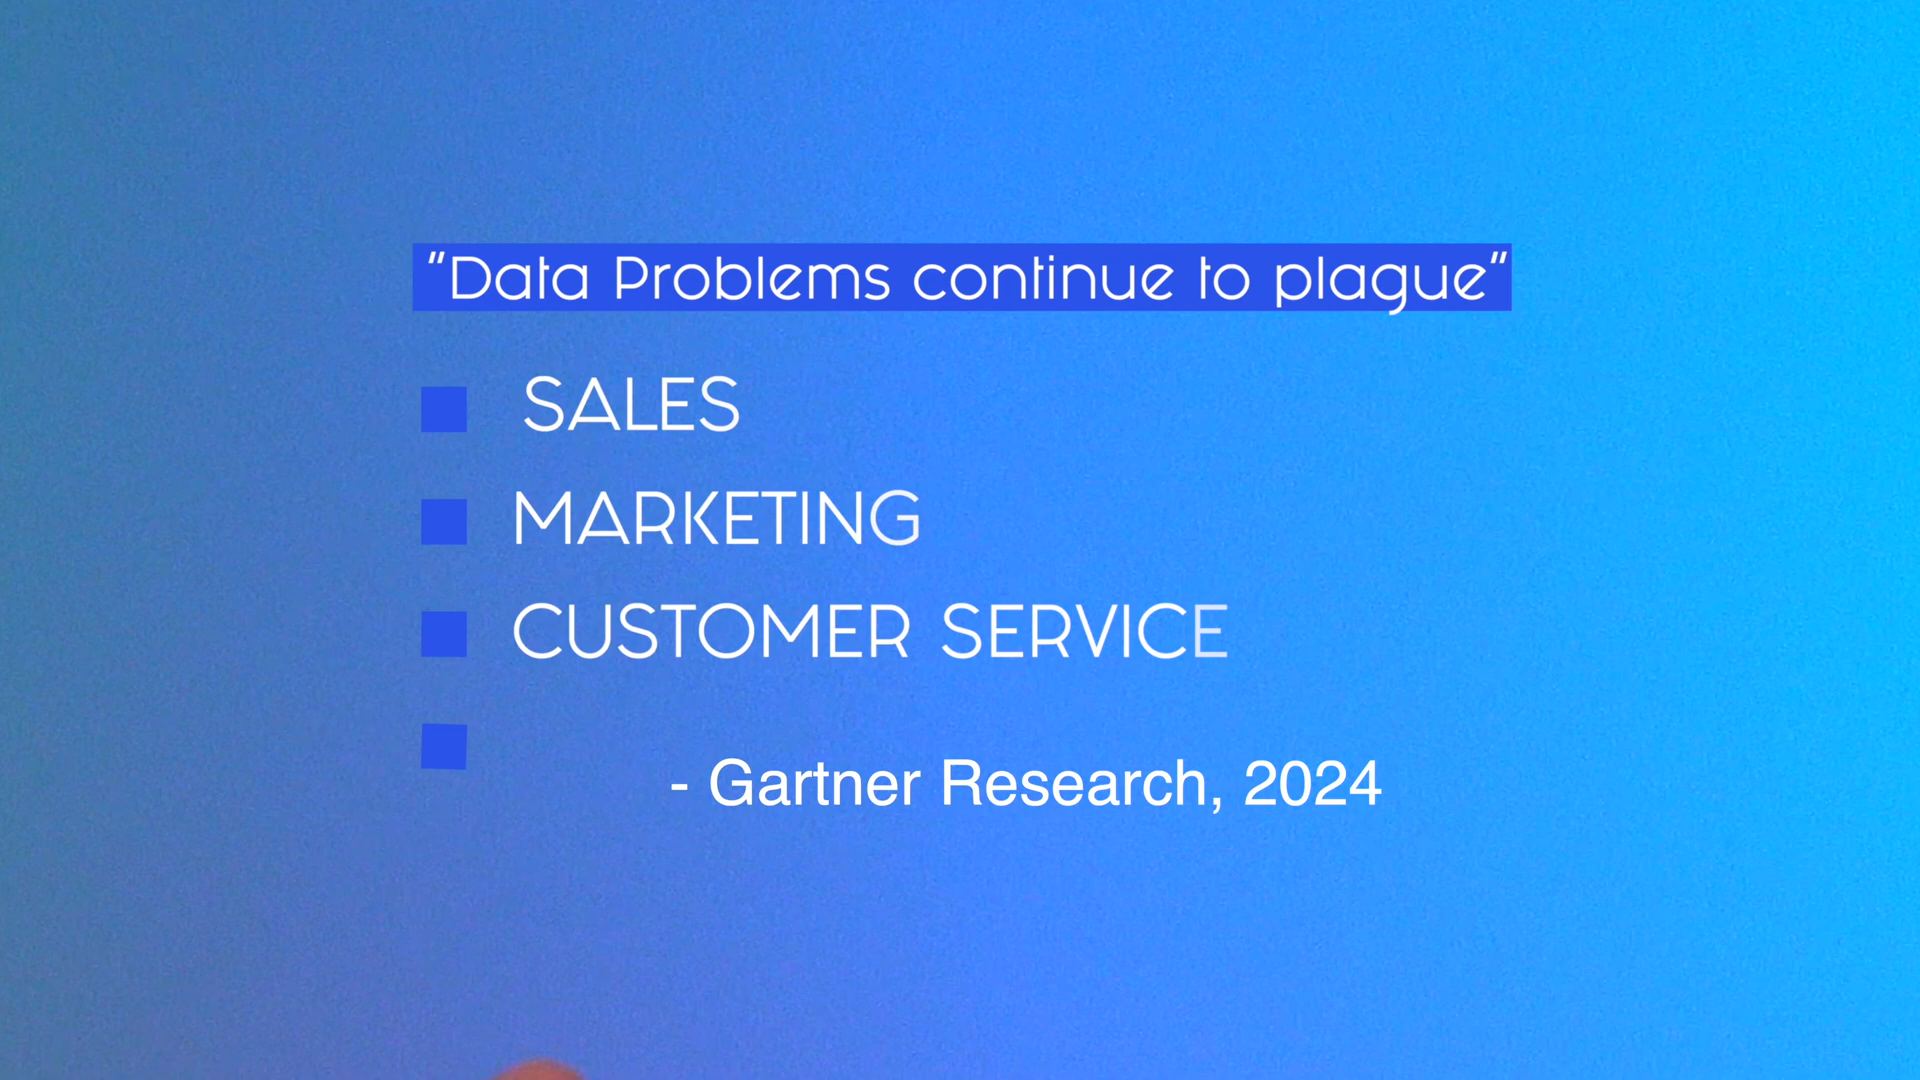 “Data Problems continue to plague”
SALES
MARKETING
CUSTOMER SERVICE
- Gartner Research, 2024